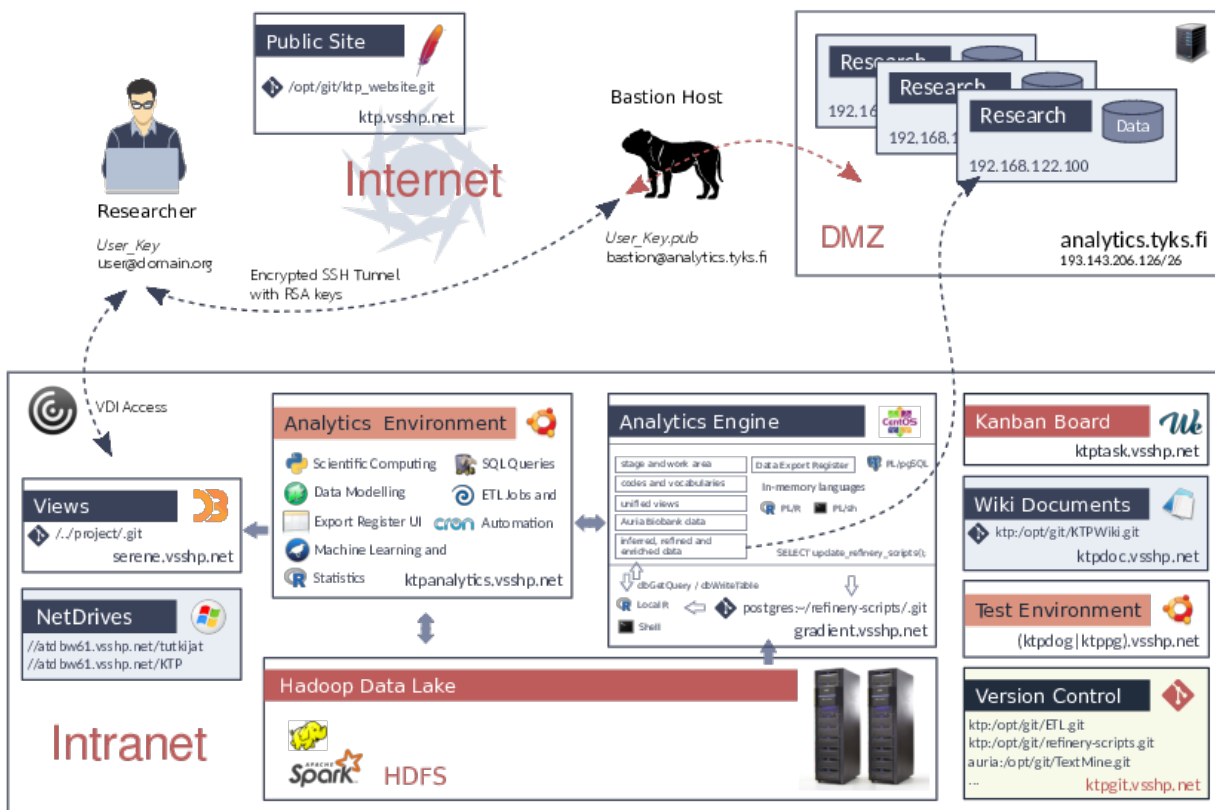 Public Site
/opt/git/ktp_website.git
ktp.vsshp.net
Internet
Researcher
User_Key
user@domain.org
Encrypted SSH Tunnel
with RSA keys
Bastion Host
User_Key.pub
bastion@analytics.tyks.fi
Research
192.16
Research
192.168.1
Research
Data
192.168.122.100
DMZ
analytics.tyks.fi
193.143.206.126/26
VDI Access
Views
/../project/.git
serene.vsshp.net
NetDrives
//atdbw61.vsshp.net/tutkijat
//atdbw61.vsshp.net/KTP
Intranet
Analytics Environment
Scientific Computing
SQL Queries
Data Modelling
ETL Jobs and
Export Register UI
cron Automation
Machine Learning and
Statistics
ktpanalytics.vsshp.net
Analytics Engine
CentOS
stage and work area
codes and vocabularies
unified views
Auria Biobank data
inferred, refined and
enriched data
Data Export Register
PL/pgSQL
In-memory languages
PL/R
PL/sh
SELECT update_refinery_scripts();
dbGetQuery / dbWriteTable
Local R
Shell
postgres:~/refinery-scripts/.git
gradient.vsshp.net
Hadoop Data Lake
APACHE
Spark
HDFS
Kanban Board
We
ktptask.vsshp.net
Wiki Documents
ktp:/opt/git/KTPWiki.git
ktpdoc.vsshp.net
Test Environment
(ktpdog|ktppg).vsshp.net
Version Control
ktp:/opt/git/ETL.git
ktp:/opt/git/refinery-scripts.git
auria:/opt/git/TextMine.git
...
ktpgit.vsshp.net